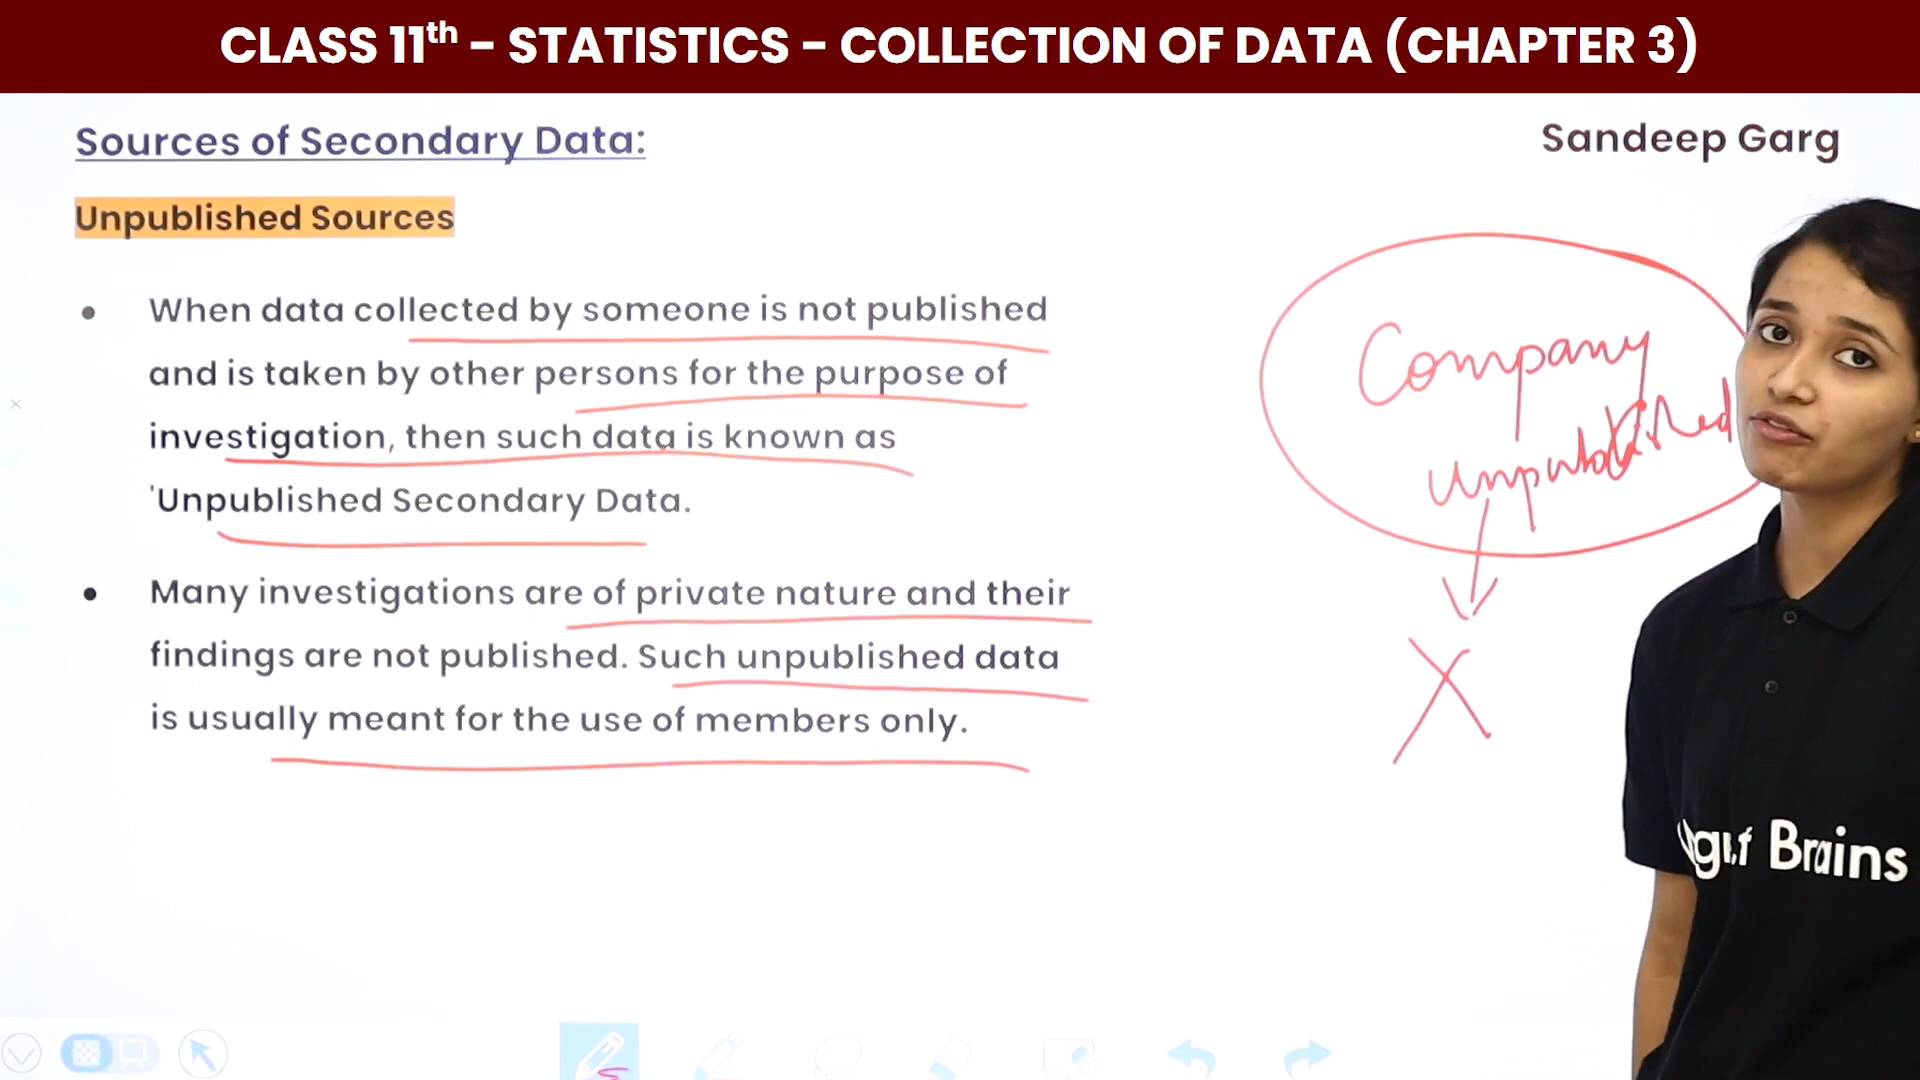 CLASS 11th – STATISTICS – COLLECTION OF DATA (CHAPTER 3)
Sources of Secondary Data:
Sandeep Garg
Unpublished Sources
• When data collected by someone is not published
and is taken by other persons for the purpose of
investigation, then such data is known as
'Unpublished Secondary Data.
• Many investigations are of private nature and their
findings are not published. Such unpublished data
is usually meant for the use of members only.
Company
unpublished
X
Brains